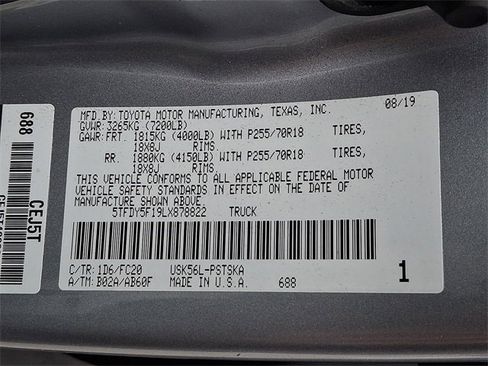 MFD.BY:TOYOTA MOTOR MANUFACTURING, TEXAS, INC. 08/19
GVWR:3265KG (7200LB)
GAWR:FRT. 1815KG (4000LB) WITH P255/70R18 TIRES,
18X8J RIMS.
RR. 1880KG (4150LB) WITH P255/70R18 TIRES,
18X8J RIMS.
THIS VEHICLE CONFORMS TO ALL APPLICABLE FEDERAL MOTOR
VEHICLE SAFETY STANDARDS IN EFFECT ON THE DATE OF
MANUFACTURE SHOWN ABOVE.
5TFDY5F19LX878822 TRUCK
C/TR: 1D6/FC20 USK56L-PSTSKA
A/TM: B02A/AB60F MADE IN U.S.A. 688
1
688
CEJ5T